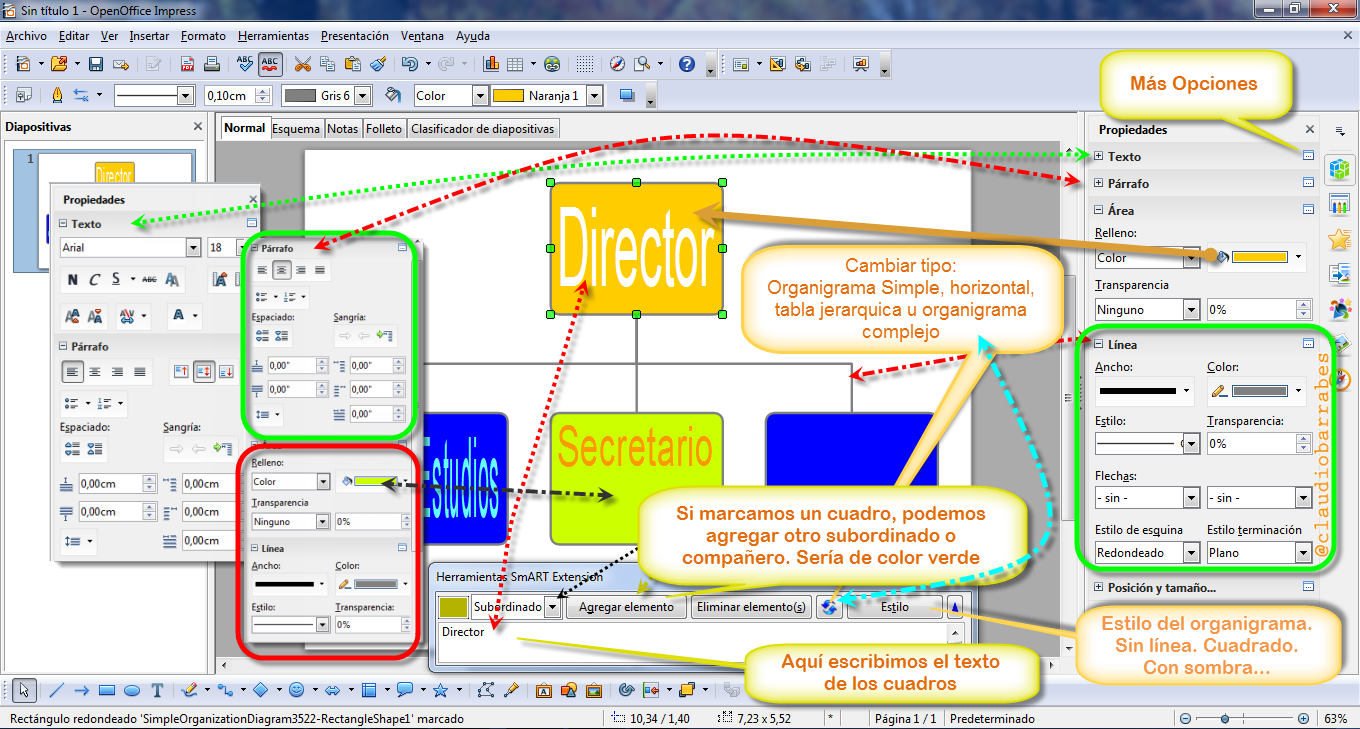 Sin título 1 - OpenOffice Impress
Archivo Editar Ver Insertar Formato Herramientas Presentación Ventana Ayuda
0,10cm Gris 6 Color Naranja 1
Más Opciones
Diapositivas
Normal Esquema Notas Folleto Clasificador de diapositivas
Propiedades
1
Director
Texto
Párrafo
Área
Relleno:
Color
Transparencia
Ninguno 0%
Línea
Ancho: Color:
Estilo: Transparencia:
0%
Flechas:
- sin - - sin -
Estilo de esquina Estilo terminación
Redondeado Plano
Posición y tamaño...
@claudiobarrabes
Propiedades
Texto
Arial 18
N C S ABC
Párrafo
Espaciado: Sangría:
0,00cm 0,00cm
0,00cm 0,00cm
0,00cm
Párrafo
Espaciado: Sangría:
0,00" 0,00"
0,00" 0,00"
0,00"
Relleno:
Color
Transparencia
Ninguno 0%
Línea
Ancho: Color:
Estilo: Transparencia:
0%
Director
Cambiar tipo:
Organigrama Simple, horizontal,
tabla jerarquica u organigrama
complejo
Estudios
Secretario
Si marcamos un cuadro, podemos
agregar otro subordinado o
compañero. Sería de color verde
Herramientas SmART Extension
Subordinado Agregar elemento Eliminar elemento(s) Estilo
Director
Estilo del organigrama.
Sin línea. Cuadrado.
Con sombra...
Aquí escribimos el texto
de los cuadros
Rectángulo redondeado 'SimpleOrganizationDiagram3522-RectangleShape1' marcado 10,34 / 1,40 7,23 x 5,52 * Página 1 / 1 Predeterminado 63%